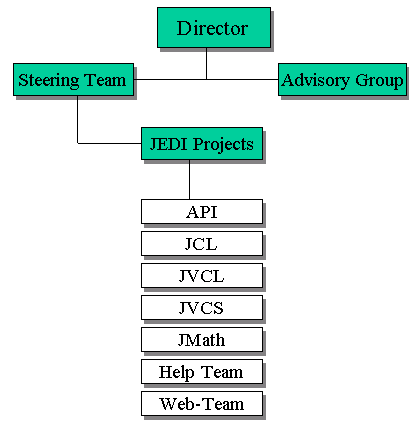 Director
Steering Team
Advisory Group
JEDI Projects
API
JCL
JVCL
JVCS
JMath
Help Team
Web-Team